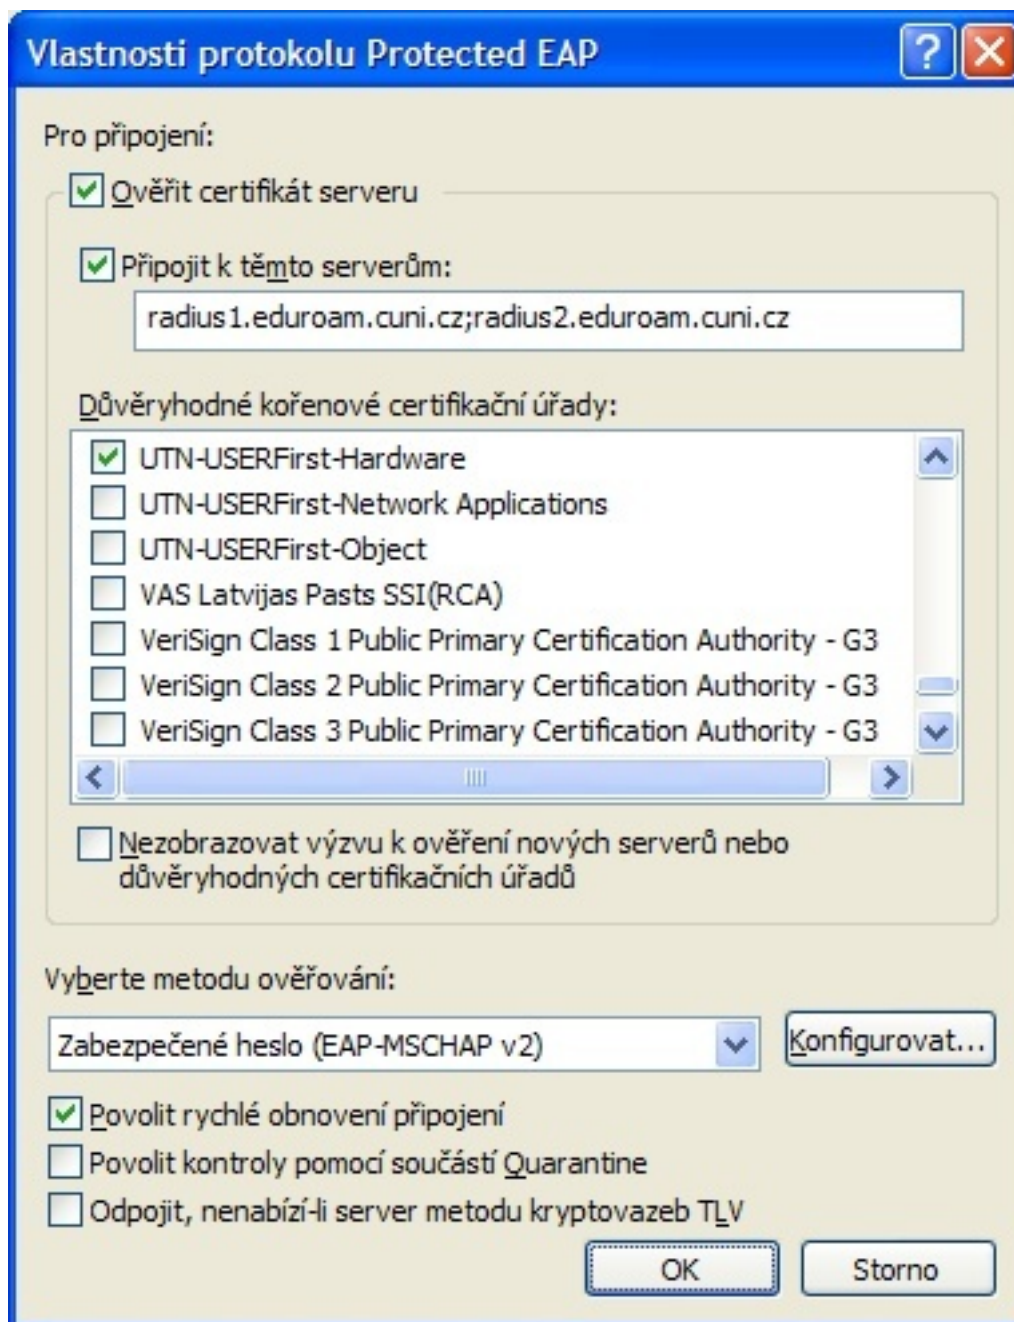 Vlastnosti protokolu Protected EAP
Pro připojení:
Ověřit certifikát serveru
Připojit k těmto serverům:
radius1.eduroam.cuni.cz;radius2.eduroam.cuni.cz
Důvěryhodné kořenové certifikační úřady:
UTN-USERFirst-Hardware
UTN-USERFirst-Network Applications
UTN-USERFirst-Object
VAS Latvijas Pasts SSI(RCA)
VeriSign Class 1 Public Primary Certification Authority - G3
VeriSign Class 2 Public Primary Certification Authority - G3
VeriSign Class 3 Public Primary Certification Authority - G3
Nezobrazovat výzvu k ověření nových serverů nebo
důvěryhodných certifikačních úřadů
Vyberte metodu ověřování:
Zabezpečené heslo (EAP-MSCHAP v2)
Konfigurovat...
Povolit rychlé obnovení připojení
Povolit kontroly pomocí součástí Quarantine
Odpojit, nenabízí-li server metodu kryptovazeb TLV
OK
Storno